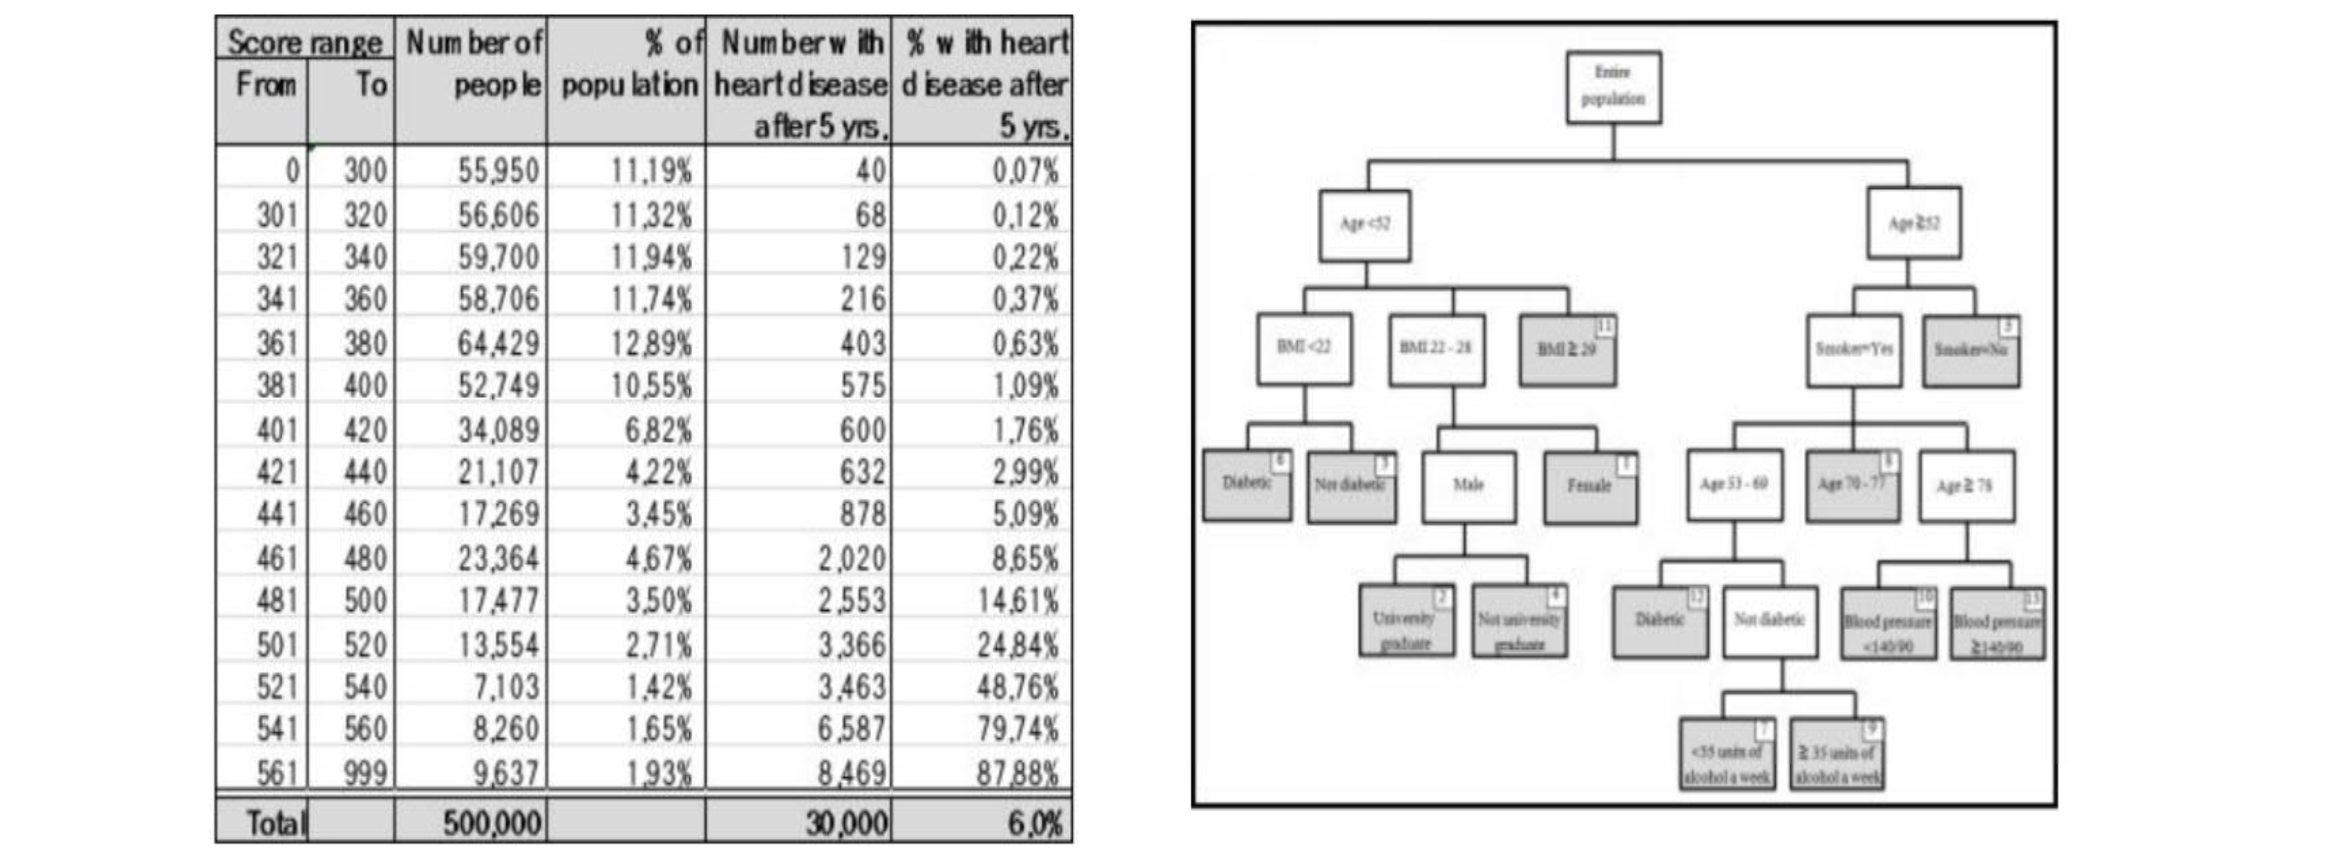 Score range Number of % of Number with % with heart
From To people population heart disease disease after
after 5 yrs. 5 yrs.
0 300 55,950 11,19% 40 0,07%
301 320 56,606 11,32% 68 0,12%
321 340 59,700 11,94% 129 0,22%
341 360 58,706 11,74% 216 0,37%
361 380 64,429 12,89% 403 0,63%
381 400 52,749 10,55% 575 1,09%
401 420 34,089 6,82% 600 1,76%
421 440 21,107 4,22% 632 2,99%
441 460 17,269 3,45% 878 5,09%
461 480 23,364 4,67% 2,020 8,65%
481 500 17,477 3,50% 2,553 14,61%
501 520 13,554 2,71% 3,366 24,84%
521 540 7,103 1,42% 3,463 48,76%
541 560 8,260 1,65% 6,587 79,74%
561 999 9,637 1,93% 8,469 87,88%
Total 500,000 30,000 6,0%
Entire
population
Age <52
Age ≧52
BMI <22
BMI 22 - 28
11
BMI ≧ 29
Smoker=Yes
Smoker=No
6
Diabetic
Not diabetic
Male
1
Female
Age 53 - 69
8
Age 70 - 77
Age ≧ 78
2
University
graduate
4
Not university
graduate
12
Diabetic
Not diabetic
10
Blood pressure
<140/90
13
Blood pressure
≧140/90
7
<35 units of
alcohol a week
9
≧ 35 units of
alcohol a week